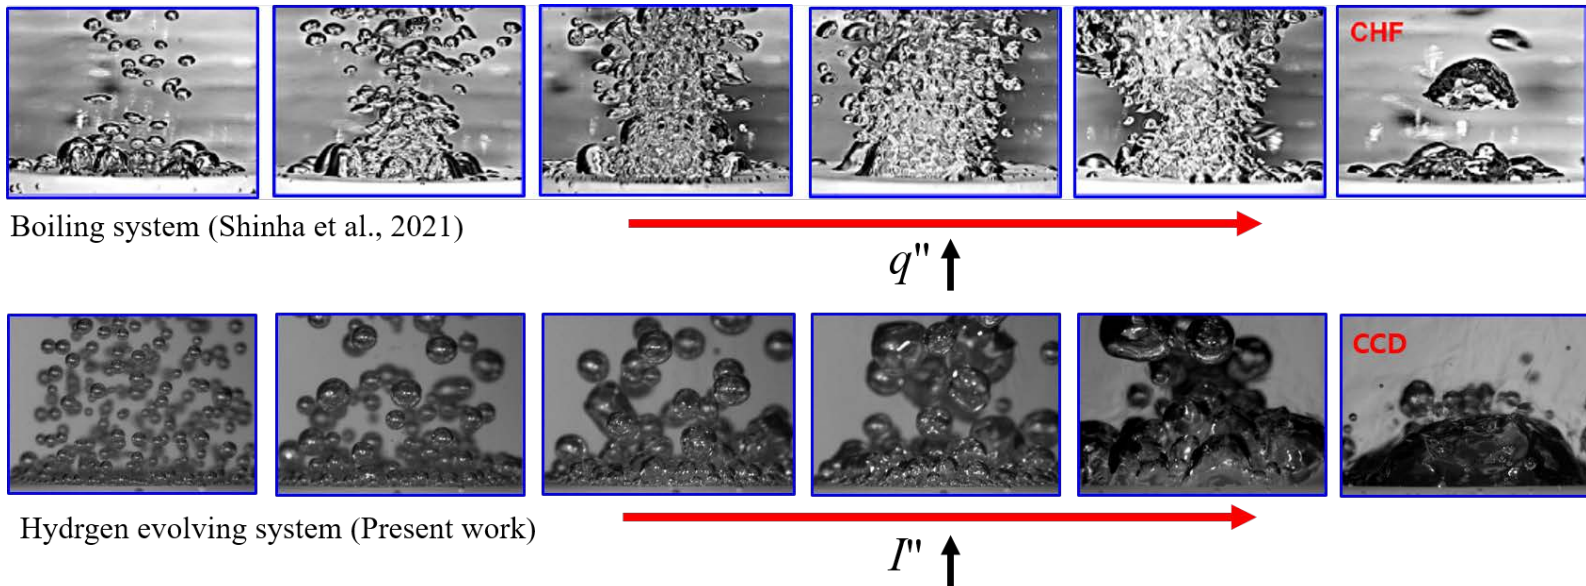 CHF
Boiling system (Shinha et al., 2021)
q"
CCD
Hydrgen evolving system (Present work)
I"